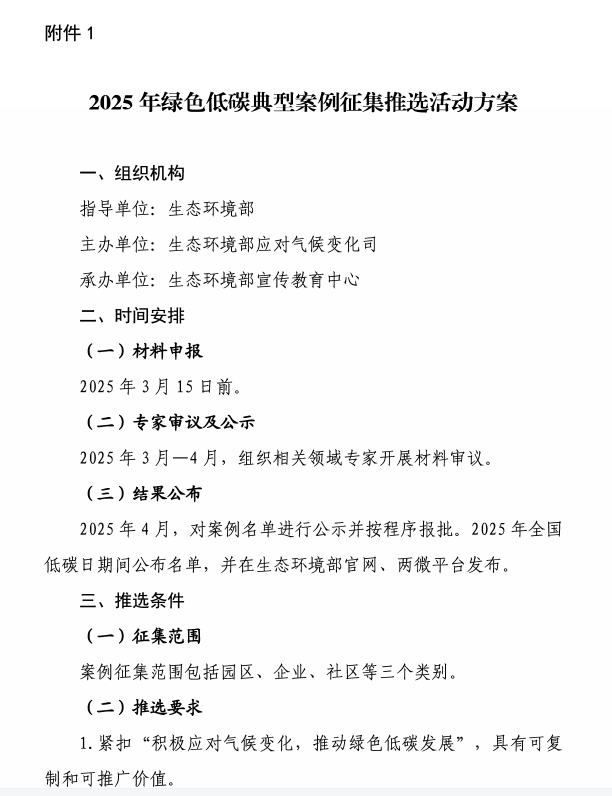 附件 1
2025 年绿色低碳典型案例征集推选活动方案
一、组织机构
指导单位：生态环境部
主办单位：生态环境部应对气候变化司
承办单位：生态环境部宣传教育中心
二、时间安排
（一）材料申报
2025 年 3 月 15 日前。
（二）专家审议及公示
2025 年 3 月—4 月，组织相关领域专家开展材料审议。
（三）结果公布
2025 年 4 月，对案例名单进行公示并按程序报批。2025 年全国
低碳日期间公布名单，并在生态环境部官网、两微平台发布。
三、推选条件
（一）征集范围
案例征集范围包括园区、企业、社区等三个类别。
（二）推选要求
1. 紧扣“积极应对气候变化，推动绿色低碳发展”，具有可复
制和可推广价值。